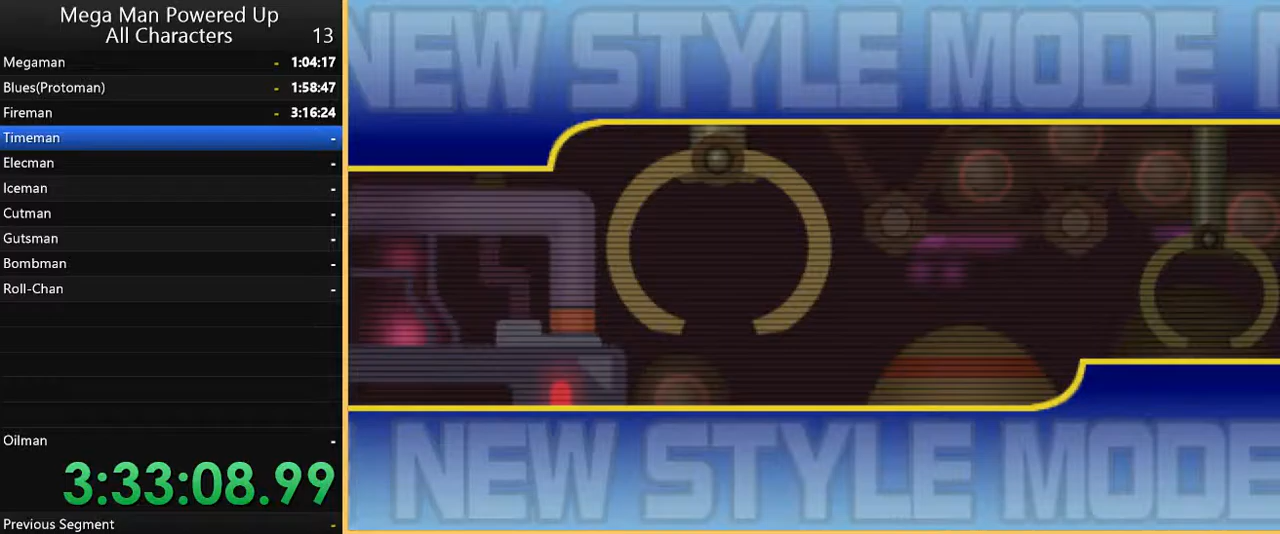 Mega Man Powered Up
All Characters 13
Megaman - 1:04:17
Blues(Protoman) - 1:58:47
Fireman - 3:16:24
Timeman -
Elecman -
Iceman -
Cutman -
Gutsman -
Bombman -
Roll-Chan -
Oilman -
3:33:08.99
Previous Segment -
NEW STYLE MODE
NEW STYLE MODE